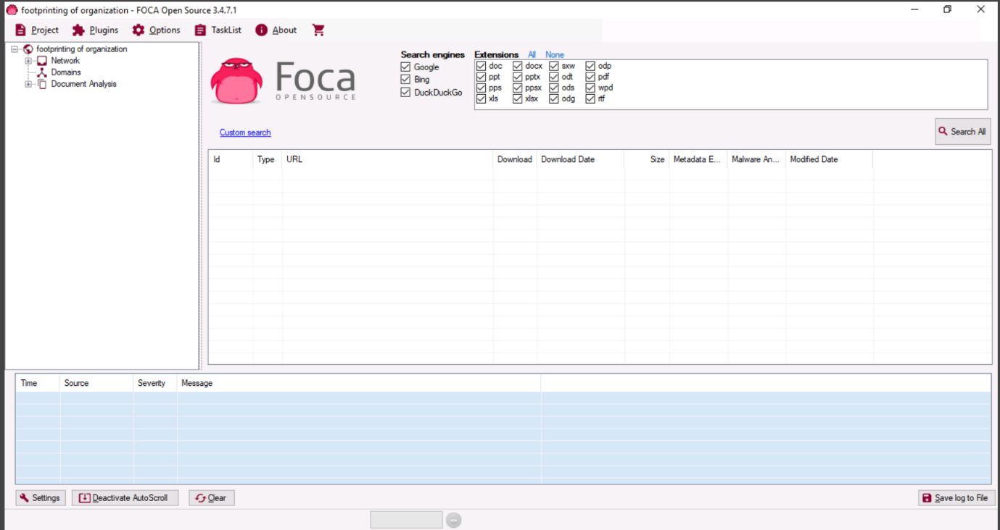 footprinting of organization - FOCA Open Source 3.4.7.1
Project Plugins Options TaskList About
footprinting of organization
Network
Domains
Document Analysis
Foca
OPENSOURCE
Search engines
Google
Bing
DuckDuckGo
Extensions All None
doc docx sxw odp
ppt pptx odt pdf
pps ppsx ods wpd
xls xlsx odg rtf
Custom search
Search All
Id Type URL Download Download Date Size Metadata E... Malware An... Modified Date
Time Source Severity Message
Settings Deactivate AutoScroll Clear Save log to File